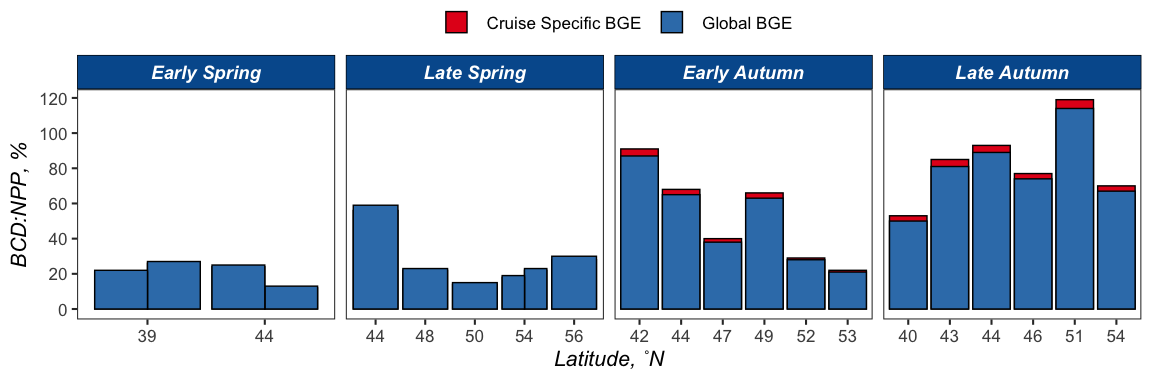 Cruise Specific BGE Global BGE
Early Spring Late Spring Early Autumn Late Autumn
BCD:NPP, %
120
100
80
60
40
20
0
39 44 44 48 50 54 56 42 44 47 49 52 53 40 43 44 46 51 54
Latitude, ˚N